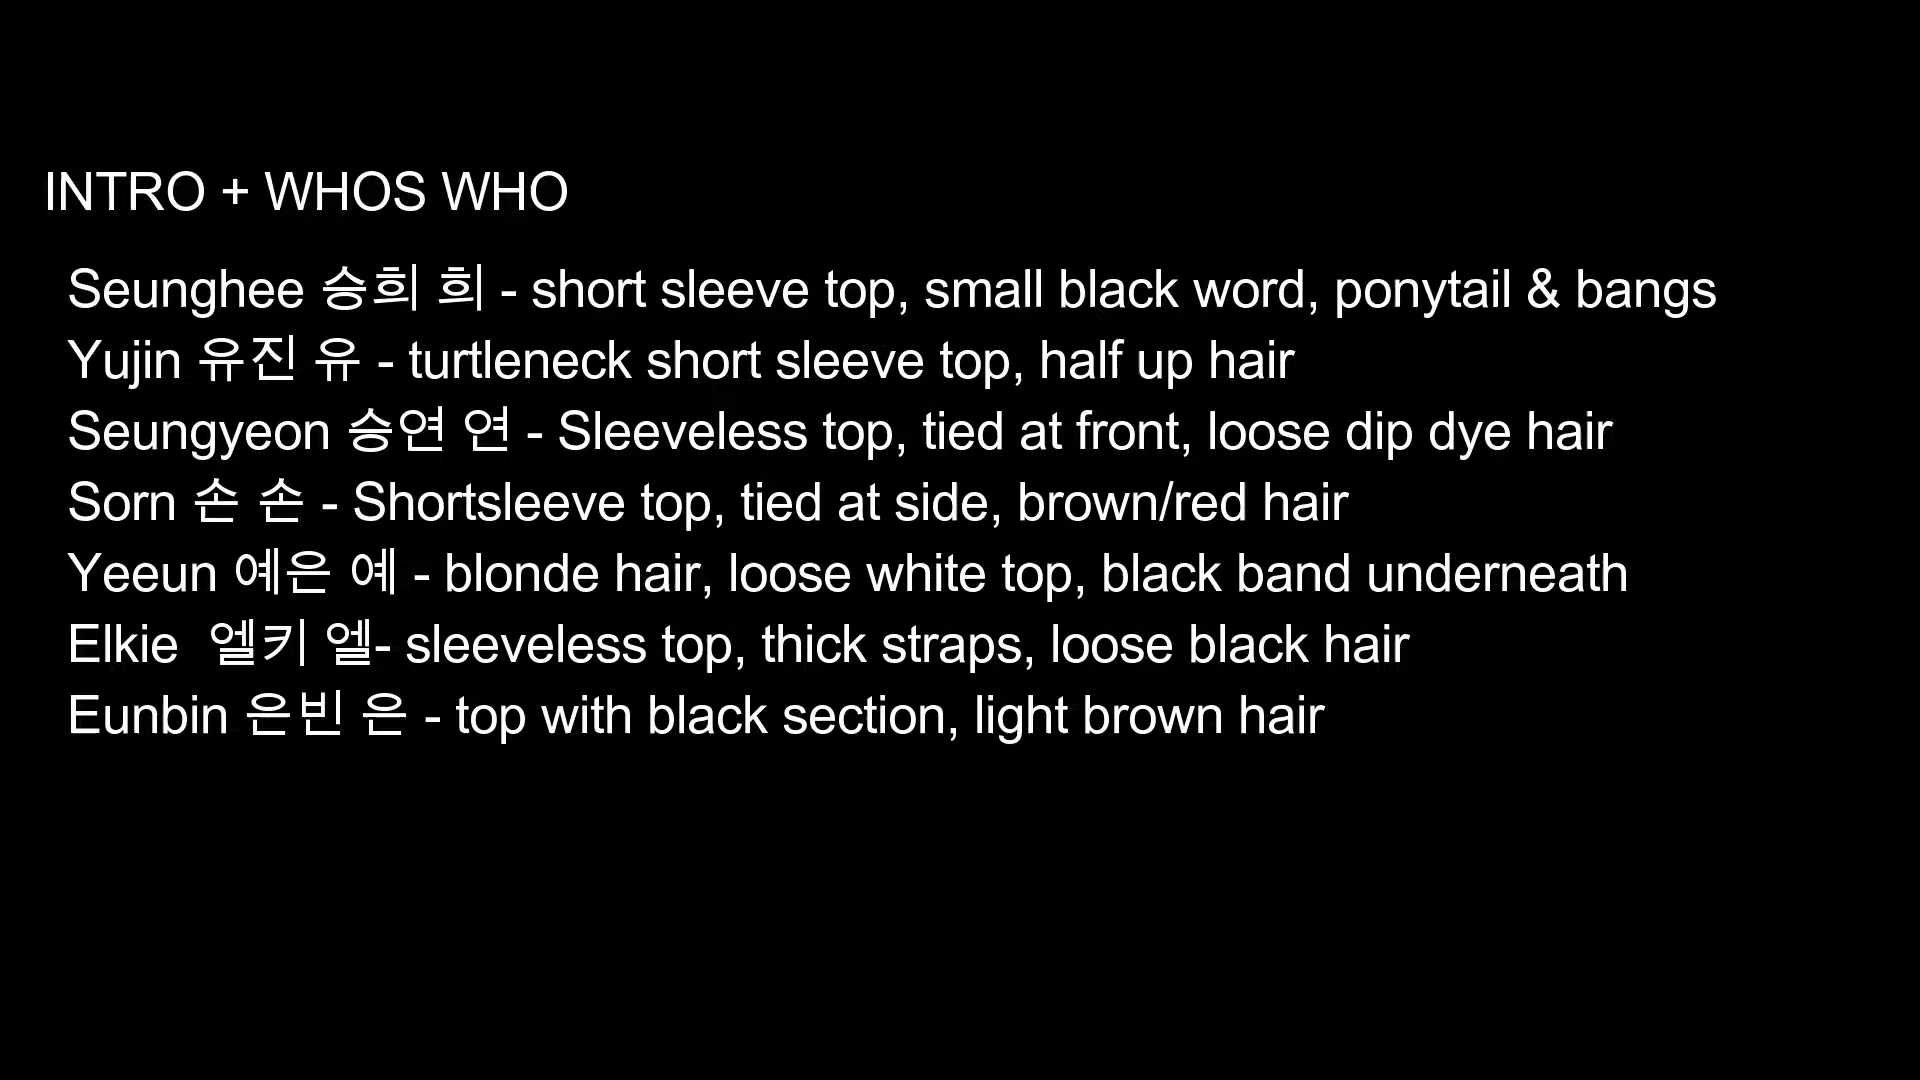 INTRO + WHOS WHO
Seunghee 승희 희 - short sleeve top, small black word, ponytail & bangs
Yujin 유진 유 - turtleneck short sleeve top, half up hair
Seungyeon 승연 연 - Sleeveless top, tied at front, loose dip dye hair
Sorn 손 손 - Shortsleeve top, tied at side, brown/red hair
Yeeun 예은 예 - blonde hair, loose white top, black band underneath
Elkie  엘키 엘- sleeveless top, thick straps, loose black hair
Eunbin 은빈 은 - top with black section, light brown hair